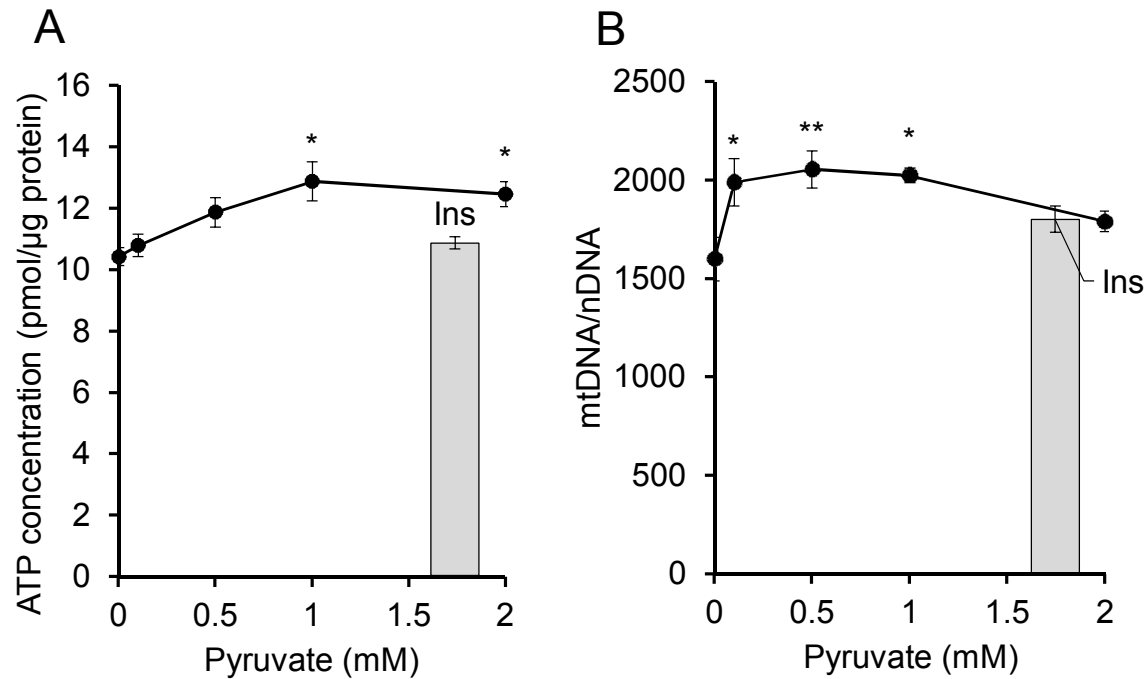 A
ATP concentration (pmol/µg protein)
16
14
12
10
8
6
4
2
0
*
*
Ins
0 0.5 1 1.5 2
Pyruvate (mM)
B
mtDNA/nDNA
2500
2000
1500
1000
500
0
*
**
*
Ins
0 0.5 1 1.5 2
Pyruvate (mM)